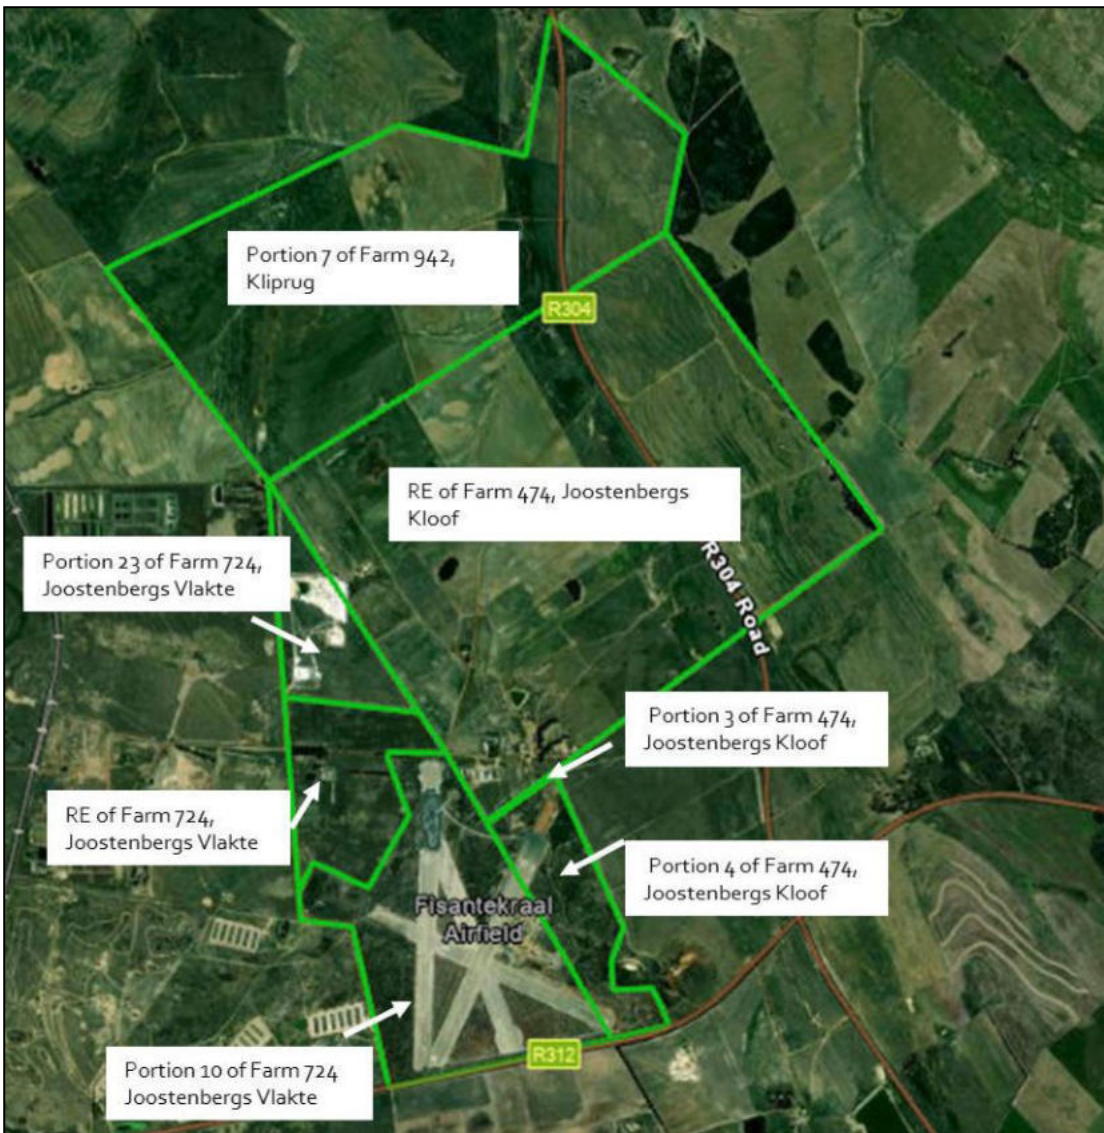 Portion 7 of Farm 942,
Kliprug
R304
RE of Farm 474, Joostenbergs
Kloof
Portion 23 of Farm 724,
Joostenbergs Vlakte
R304 Road
Portion 3 of Farm 474,
Joostenbergs Kloof
RE of Farm 724,
Joostenbergs Vlakte
Portion 4 of Farm 474,
Joostenbergs Kloof
Fisantekraal
Airfield
R312
Portion 10 of Farm 724
Joostenbergs Vlakte